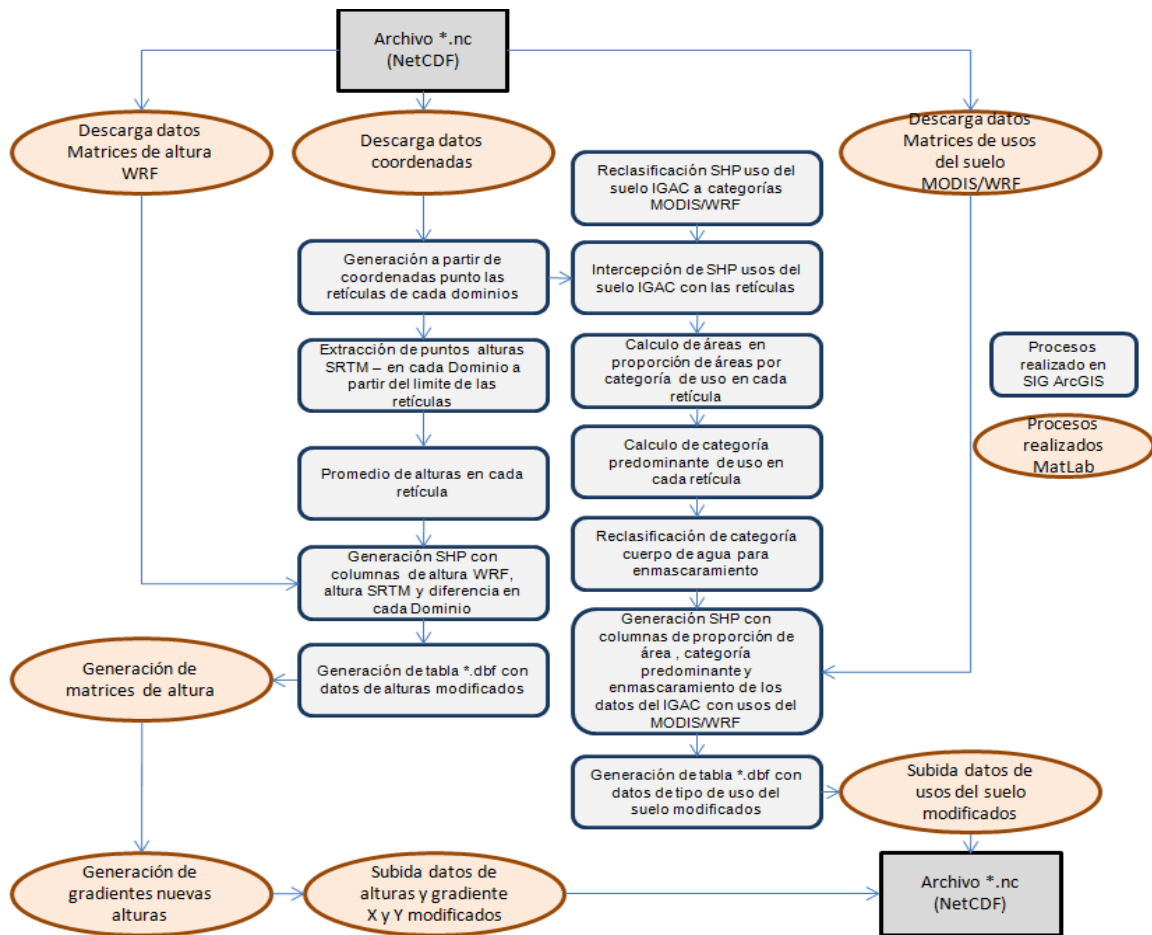 Archivo *.nc
(NetCDF)
Descarga datos
Matrices de altura
WRF
Descarga datos
coordenadas
Descarga datos
Matrices de usos
del suelo
MODIS/WRF
Reclasificación SHP uso del
suelo IGAC a categorías
MODIS/WRF
Generación a partir de
coordenadas punto las
retículas de cada dominios
Intercepción de SHP usos del
suelo IGAC con las retículas
Extracción de puntos alturas
SRTM – en cada Dominio a
partir del limite de las
retículas
Calculo de áreas en
proporción de áreas por
categoría de uso en cada
retícula
Procesos
realizado en
SIG ArcGIS
Procesos
realizados
MatLab
Promedio de alturas en cada
retícula
Calculo de categoría
predominante de uso en
cada retícula
Reclasificación de categoría
cuerpo de agua para
enmascaramiento
Generación SHP con
columnas de altura WRF,
altura SRTM y diferencia en
cada Dominio
Generación SHP con
columnas de proporción de
área , categoría
predominante y
enmascaramiento de los
datos del IGAC con usos del
MODIS/WRF
Generación de
matrices de altura
Generación de tabla *.dbf con
datos de alturas modificados
Generación de tabla *.dbf con
datos de tipo de uso del
suelo modificados
Subida datos de
usos del suelo
modificados
Generación de
gradientes nuevas
alturas
Subida datos de
alturas y gradiente
X y Y modificados
Archivo *.nc
(NetCDF)